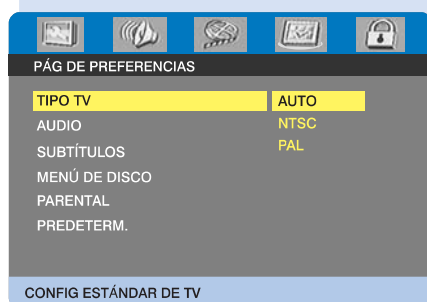 PÁG DE PREFERENCIAS
TIPO TV AUTO
AUDIO NTSC
SUBTÍTULOS PAL
MENÚ DE DISCO
PARENTAL
PREDETERM.
CONFIG ESTÁNDAR DE TV